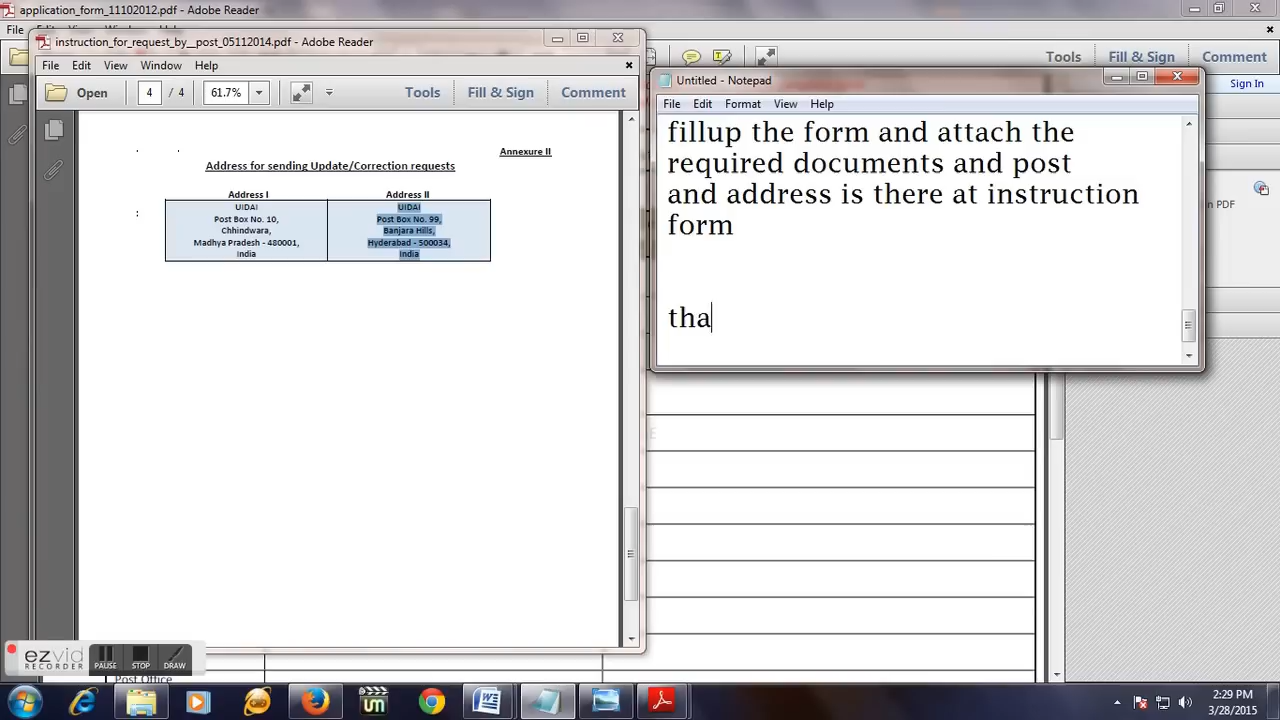 application_form_11102012.pdf - Adobe Reader
File
instruction_for_request_by__post_05112014.pdf - Adobe Reader
File Edit View Window Help
Open 4 / 4 61.7% Tools Fill & Sign Comment
Annexure II
Address for sending Update/Correction requests
Address I
UIDAI
Post Box No. 10,
Chhindwara,
Madhya Pradesh - 480001,
India
Address II
UIDAI
Post Box No. 99,
Banjara Hills,
Hyderabad - 500034,
India
Tools Fill & Sign Comment
Sign In
n PDF
Untitled - Notepad
File Edit Format View Help
fillup the form and attach the
required documents and post
and address is there at instruction
form
tha
Post Office
ezvid
RECORDER
PAUSE STOP DRAW
2:29 PM
3/28/2015